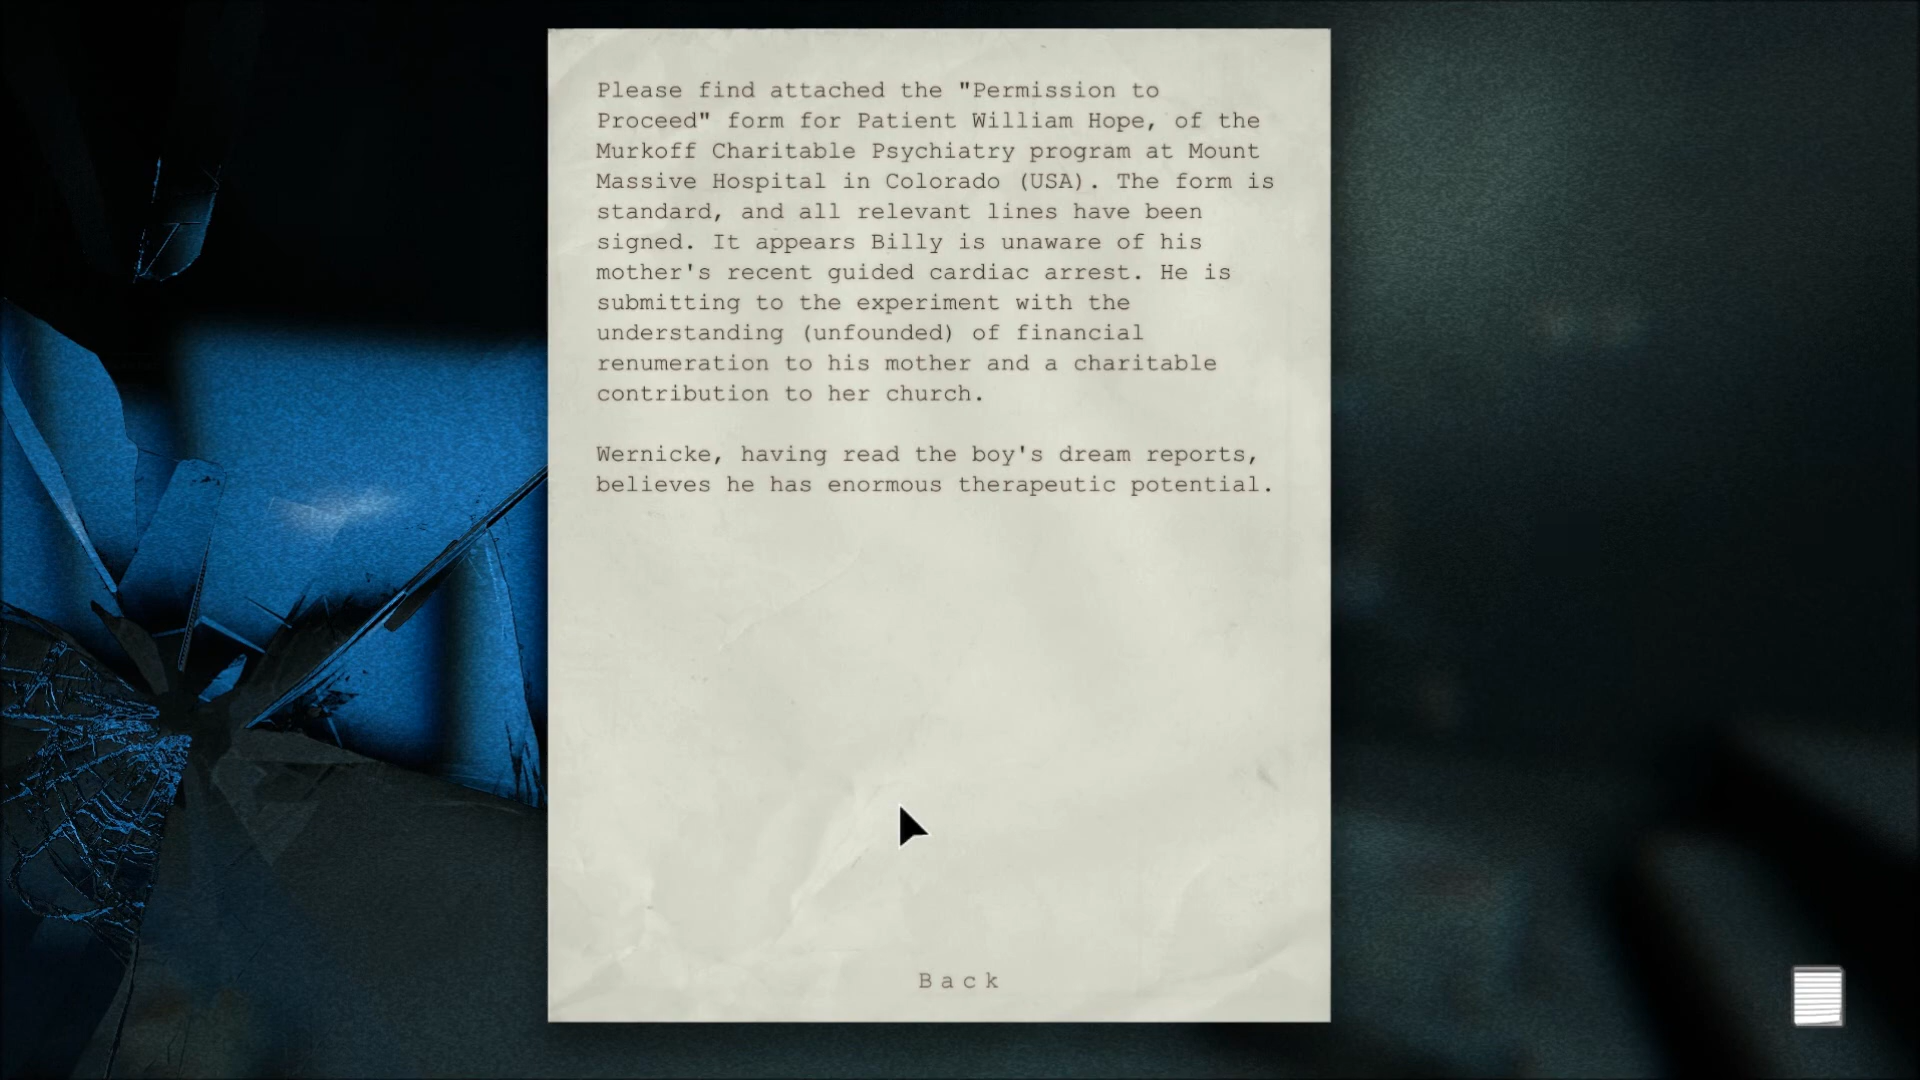 Please find attached the "Permission to
Proceed" form for Patient William Hope, of the
Murkoff Charitable Psychiatry program at Mount
Massive Hospital in Colorado (USA). The form is
standard, and all relevant lines have been
signed. It appears Billy is unaware of his
mother's recent guided cardiac arrest. He is
submitting to the experiment with the
understanding (unfounded) of financial
renumeration to his mother and a charitable
contribution to her church.
Wernicke, having read the boy's dream reports,
believes he has enormous therapeutic potential.
Back